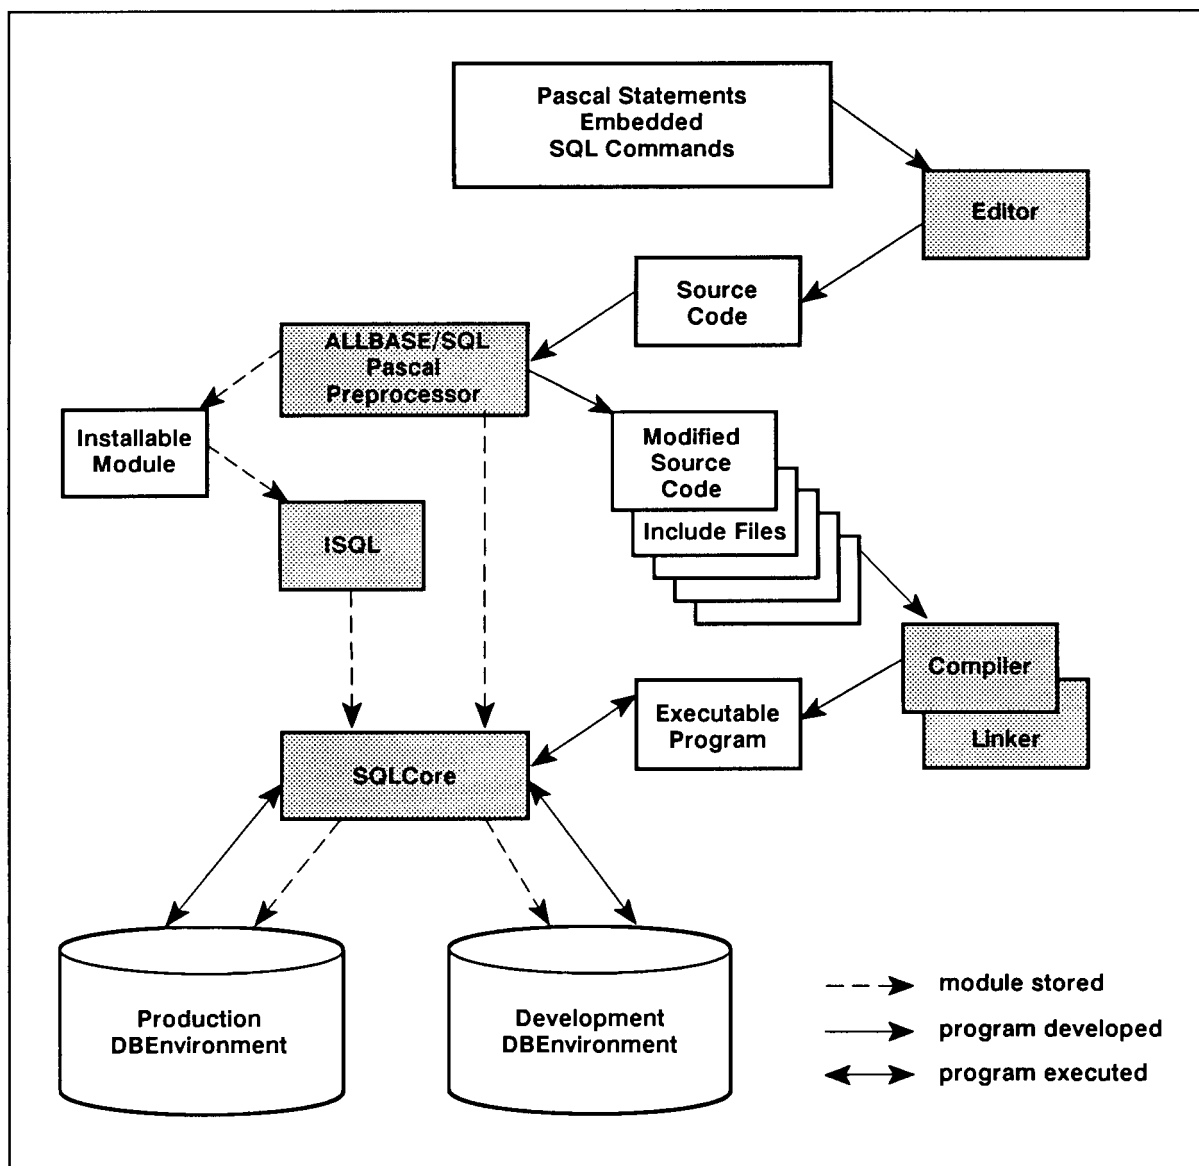 Pascal Statements
Embedded
SQL Commands
Editor
Source
Code
ALLBASE/SQL
Pascal
Preprocessor
Installable
Module
Modified
Source
Code
Include Files
ISQL
Compiler
Linker
Executable
Program
SQLCore
Production
DBEnvironment
Development
DBEnvironment
module stored
program developed
program executed